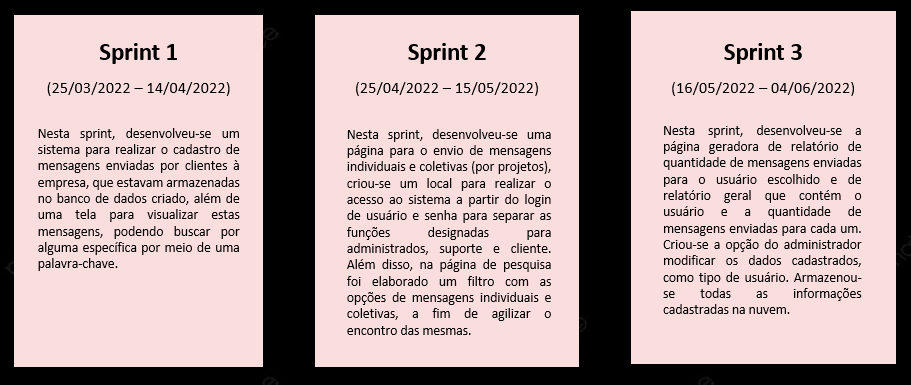 Sprint 1
(25/03/2022 – 14/04/2022)
Nesta sprint, desenvolveu-se um
sistema para realizar o cadastro de
mensagens enviadas por clientes à
empresa, que estavam armazenadas
no banco de dados criado, além de
uma tela para visualizar estas
mensagens, podendo buscar por
alguma específica por meio de uma
palavra-chave.
Sprint 2
(25/04/2022 – 15/05/2022)
Nesta sprint, desenvolveu-se uma
página para o envio de mensagens
individuais e coletivas (por projetos),
criou-se um local para realizar o
acesso ao sistema a partir do login
de usuário e senha para separar as
funções designadas para
administrados, suporte e cliente.
Além disso, na página de pesquisa
foi elaborado um filtro com as
opções de mensagens individuais e
coletivas, a fim de agilizar o
encontro das mesmas.
Sprint 3
(16/05/2022 – 04/06/2022)
Nesta sprint, desenvolveu-se a
página geradora de relatório de
quantidade de mensagens enviadas
para o usuário escolhido e de
relatório geral que contém o
usuário e a quantidade de
mensagens enviadas para cada um.
Criou-se a opção do administrador
modificar os dados cadastrados,
como tipo de usuário. Armazenou-
se todas as informações
cadastradas na nuvem.